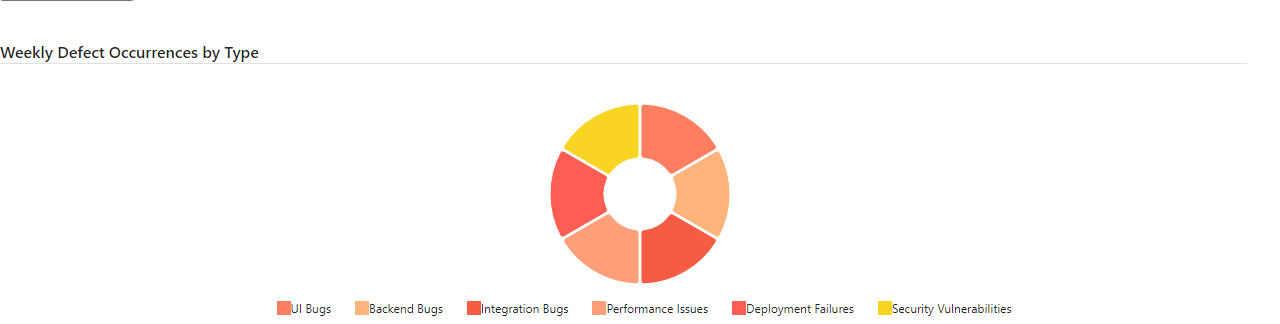 Weekly Defect Occurrences by Type
UI Bugs Backend Bugs Integration Bugs Performance Issues Deployment Failures Security Vulnerabilities